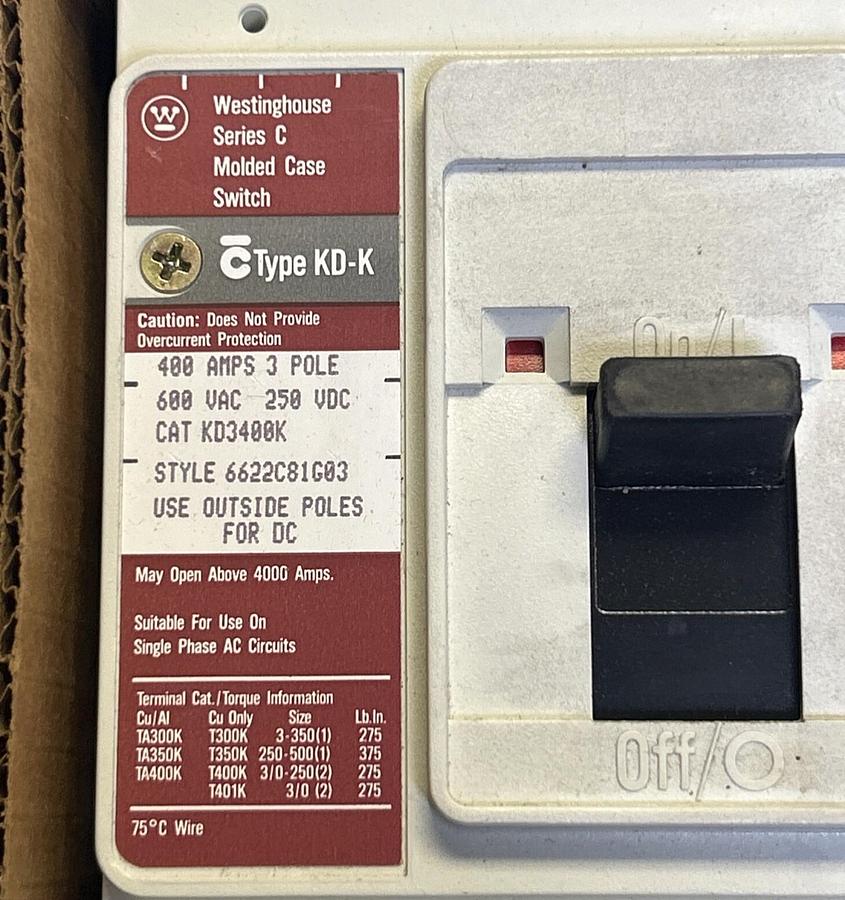 W
Westinghouse
Series C
Molded Case
Switch
C Type KD-K
Caution: Does Not Provide
Overcurrent Protection
400 AMPS 3 POLE
600 VAC 250 VDC
CAT KD3400K
STYLE 6622C81G03
USE OUTSIDE POLES
FOR DC
May Open Above 4000 Amps.
Suitable For Use On
Single Phase AC Circuits
Terminal Cat./Torque Information
Cu/Al Cu Only Size Lb.In.
TA300K T300K 3-350(1) 275
TA350K T350K 250-500(1) 375
TA400K T400K 3/0-250(2) 275
T401K 3/0 (2) 275
75°C Wire
On/I
Off/O